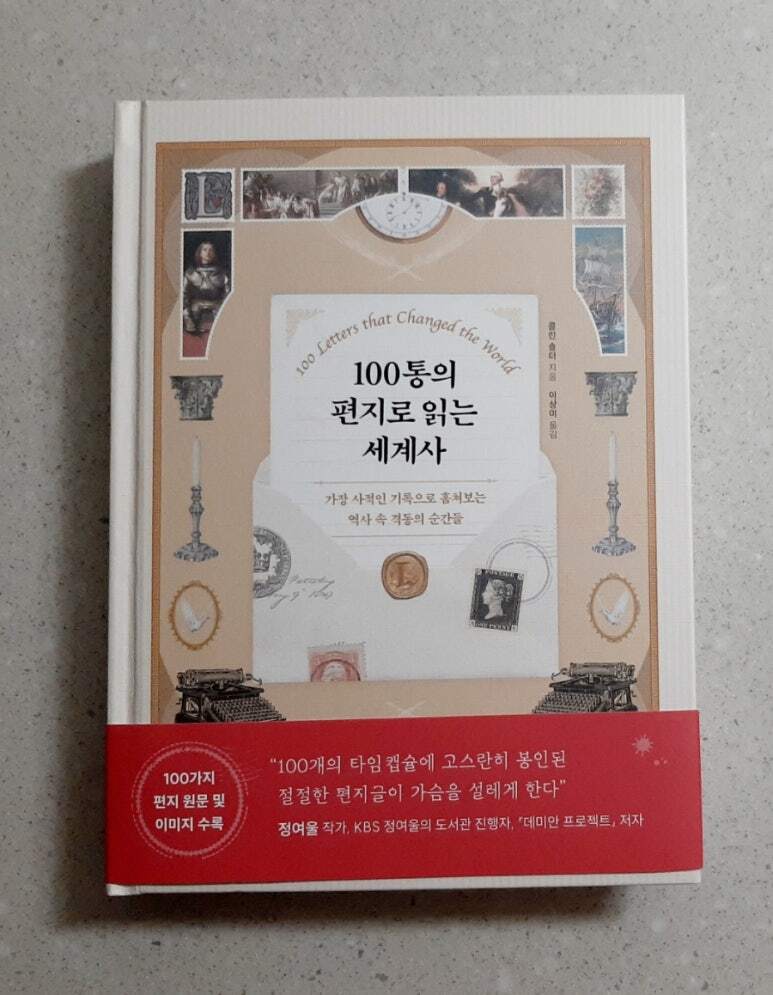 L
100 Letters that Changed the World
100통의
편지로 읽는
세계사
콜린 솔터 지음 이상미 옮김
가장 사적인 기록으로 훔쳐보는
역사 속 격동의 순간들
L
POSTAGE
ONE PENNY
100가지
편지 원문 및
이미지 수록
“100개의 타임캡슐에 고스란히 봉인된
절절한 편지글이 가슴을 설레게 한다”
정여울 작가, KBS 정여울의 도서관 진행자, 『데미안 프로젝트』 저자